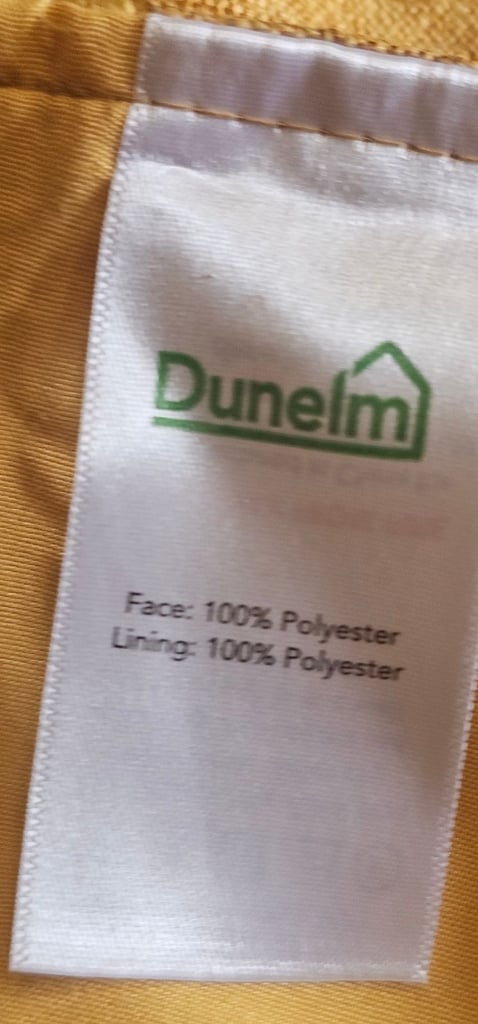 Dunelm
Face: 100% Polyester
Lining: 100% Polyester